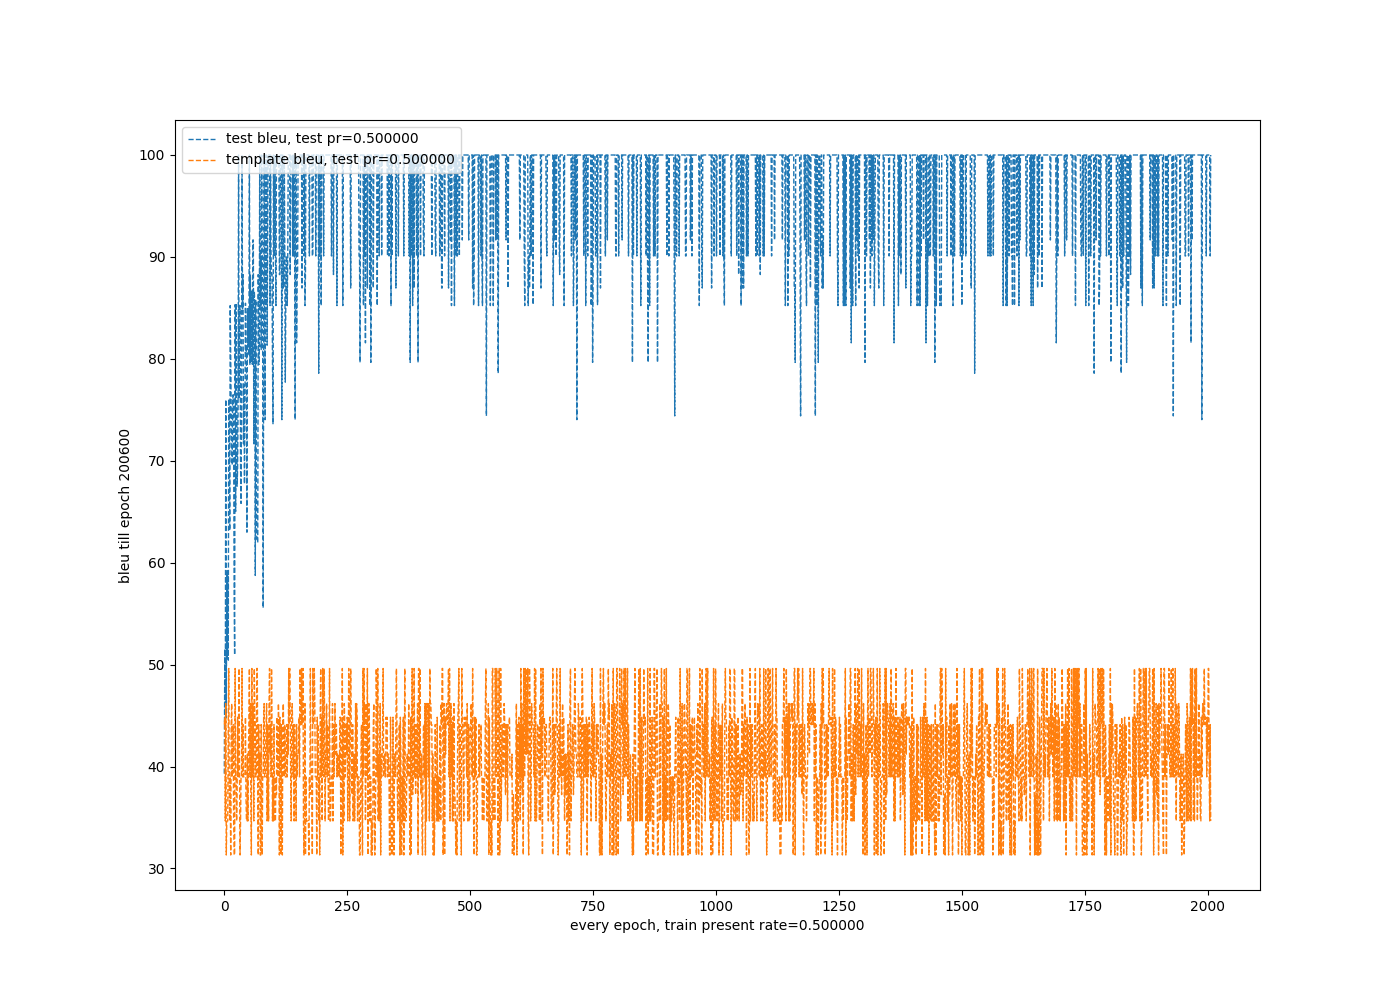 test bleu, test pr=0.500000
template bleu, test pr=0.500000
100
90
80
70
60
50
40
30
bleu till epoch 200600
0 250 500 750 1000 1250 1500 1750 2000
every epoch, train present rate=0.500000